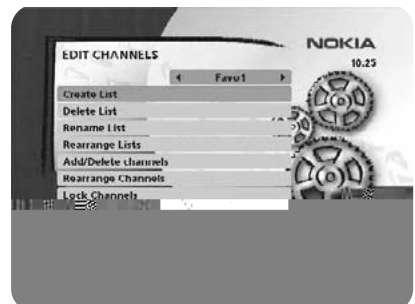 NOKIA
EDIT CHANNELS
10.25
Favo1
Create List
Delete List
Rename List
Rearrange Lists
Add/Delete channels
Rearrange Channels
Lock Channels